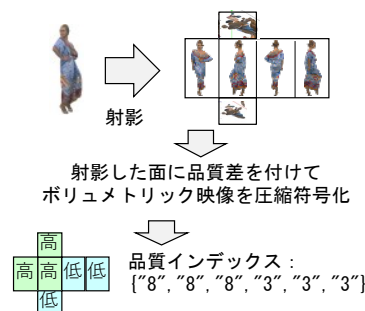 射影
射影した面に品質差を付けて
ボリュメトリック映像を圧縮符号化
高
高高低低
低
品質インデックス：
{"8", "8", "8", "3", "3", "3"}